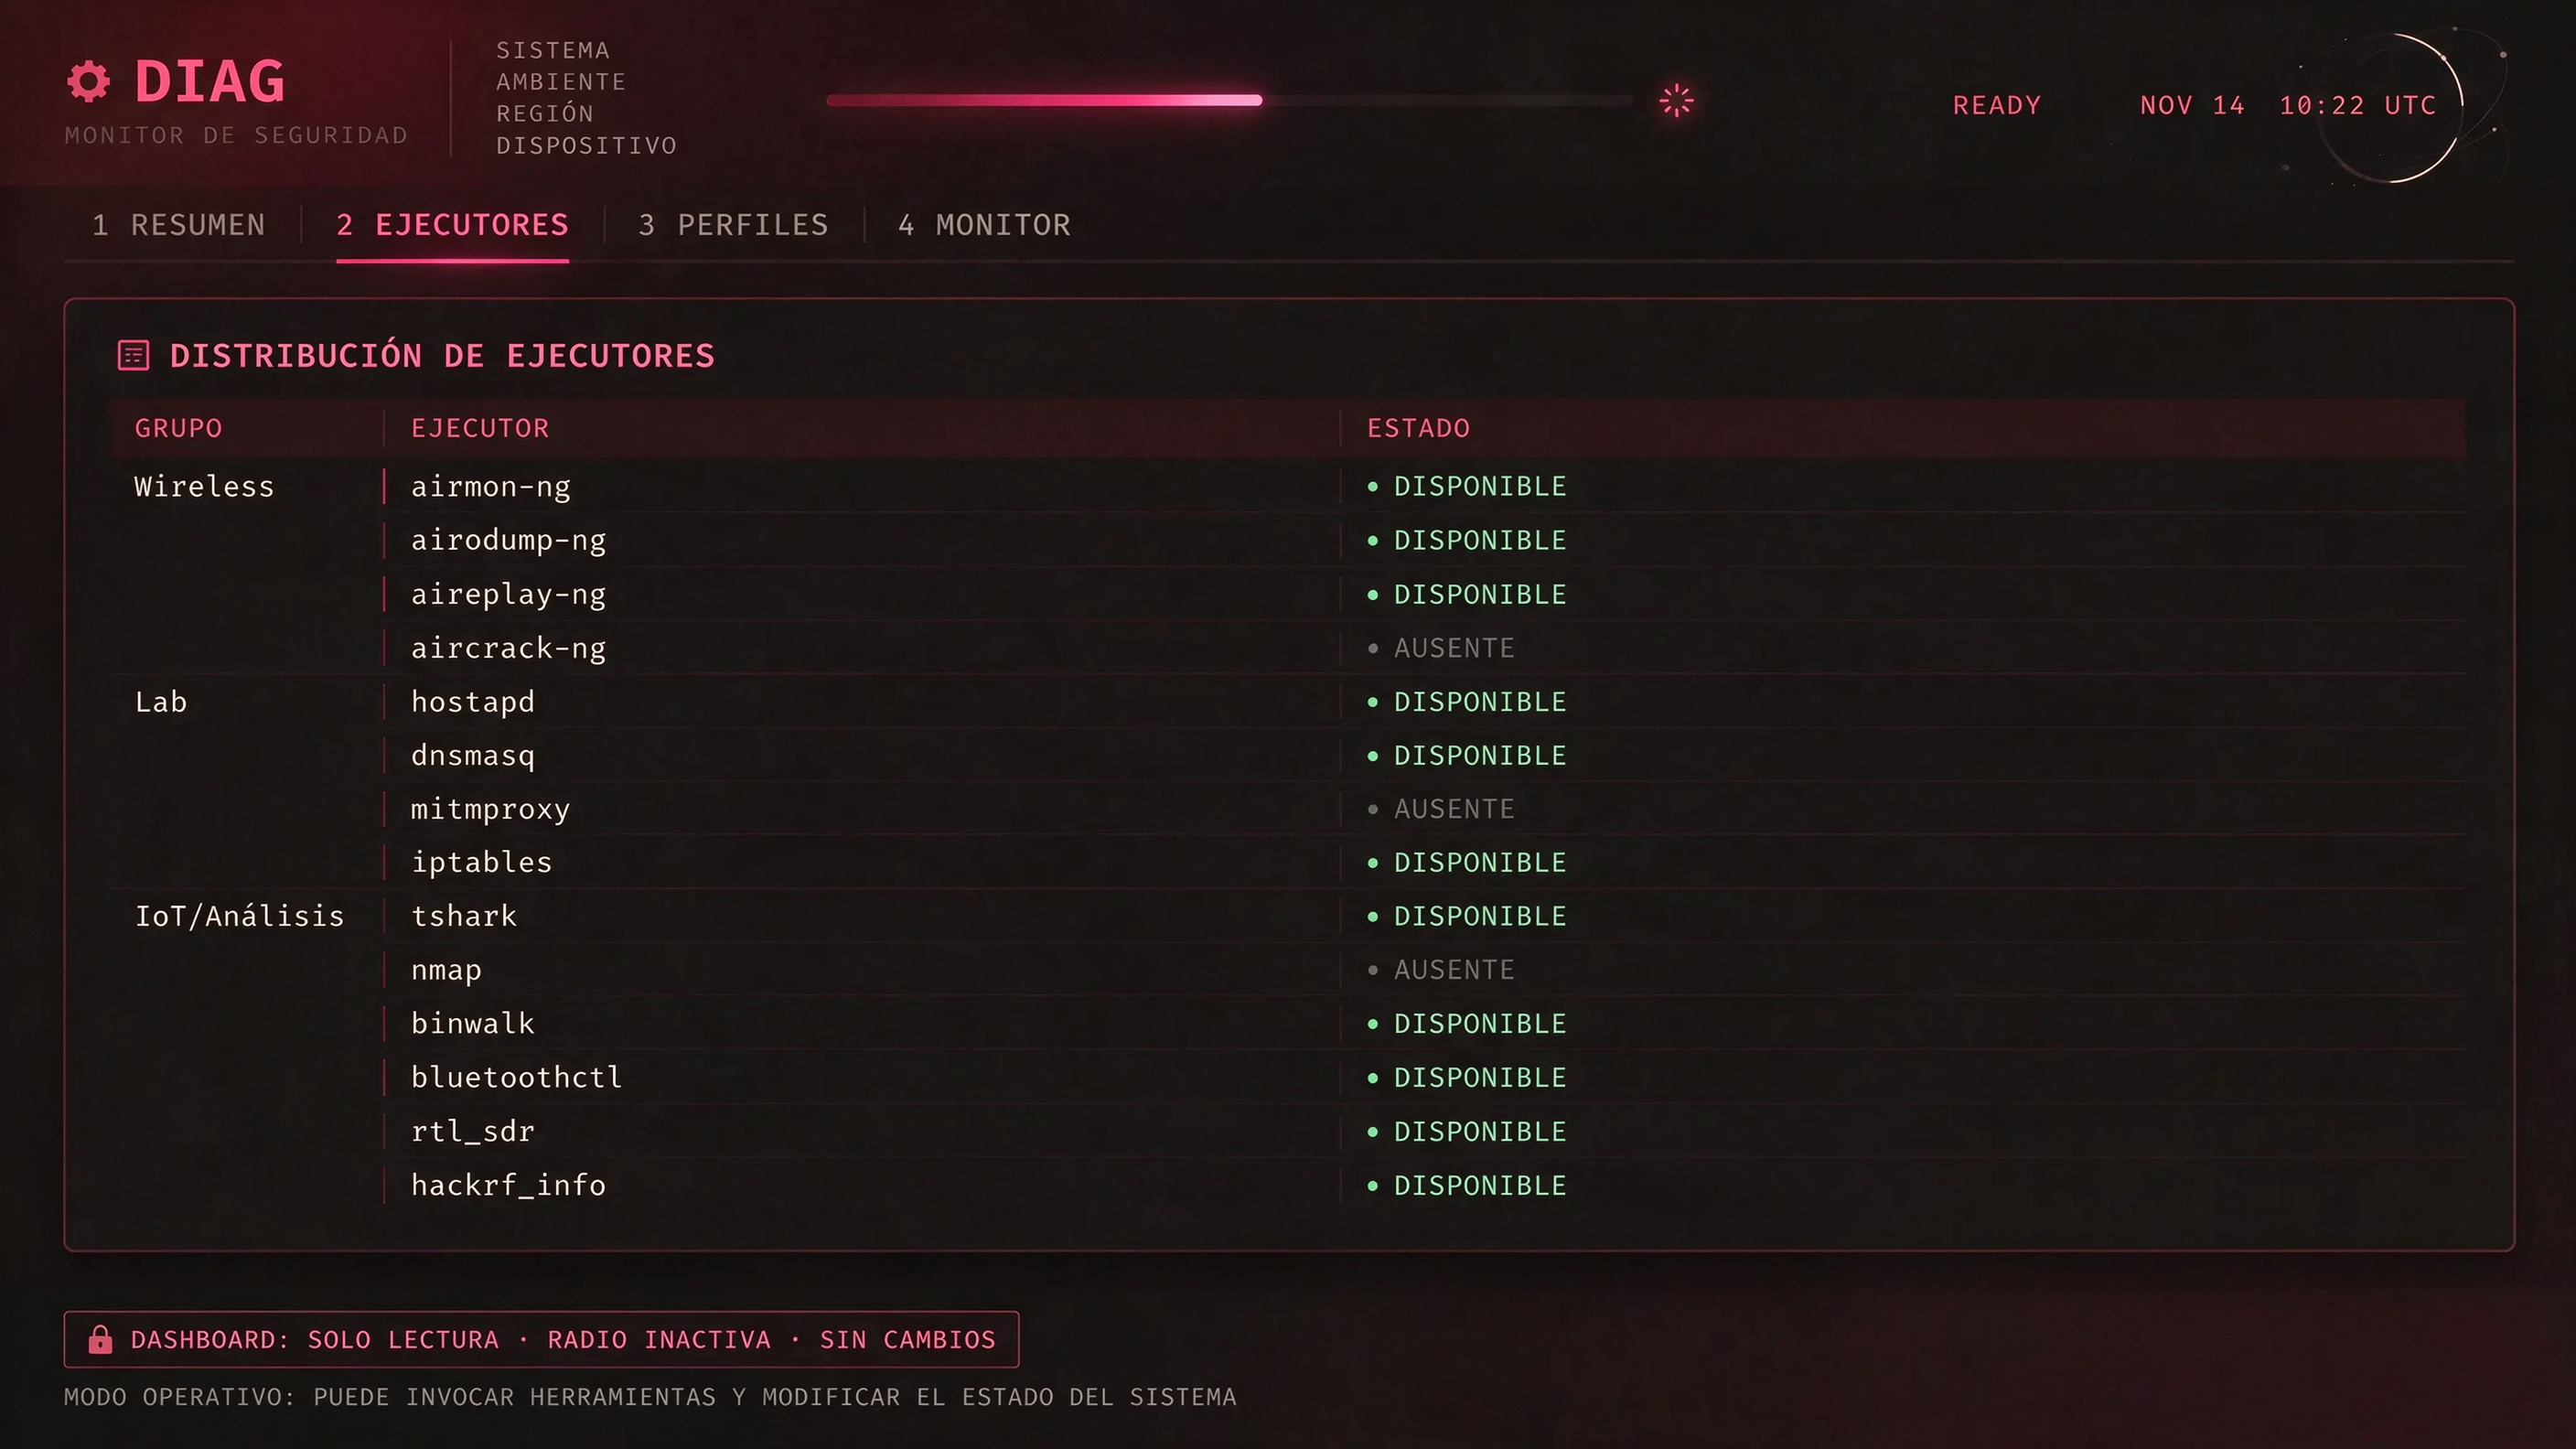 DIAG
MONITOR DE SEGURIDAD
SISTEMA
AMBIENTE
REGIÓN
DISPOSITIVO
READY NOV 14 10:22 UTC
1 RESUMEN 2 EJECUTORES 3 PERFILES 4 MONITOR
DISTRIBUCIÓN DE EJECUTORES
GRUPO EJECUTOR ESTADO
Wireless airmon-ng DISPONIBLE
airodump-ng DISPONIBLE
aireplay-ng DISPONIBLE
aircrack-ng AUSENTE
Lab hostapd DISPONIBLE
dnsmasq DISPONIBLE
mitmproxy AUSENTE
iptables DISPONIBLE
IoT/Análisis tshark DISPONIBLE
nmap AUSENTE
binwalk DISPONIBLE
bluetoothctl DISPONIBLE
rtl_sdr DISPONIBLE
hackrf_info DISPONIBLE
DASHBOARD: SOLO LECTURA · RADIO INACTIVA · SIN CAMBIOS
MODO OPERATIVO: PUEDE INVOCAR HERRAMIENTAS Y MODIFICAR EL ESTADO DEL SISTEMA